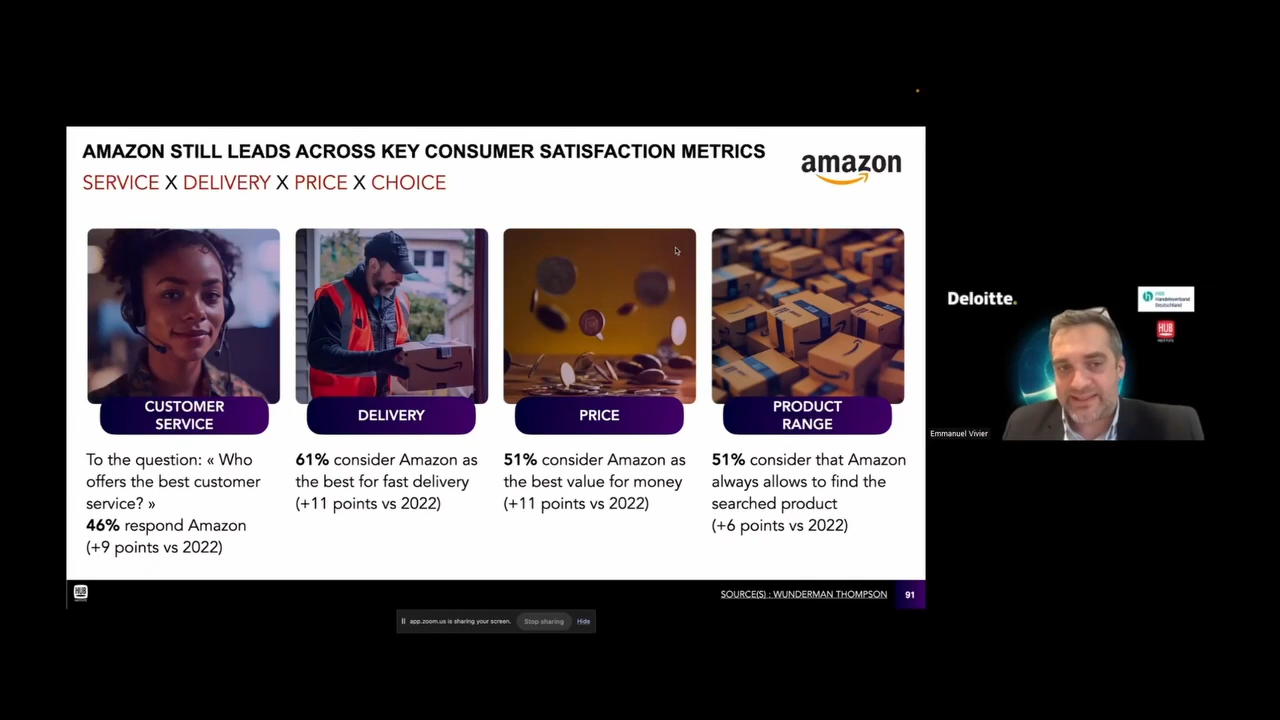 AMAZON STILL LEADS ACROSS KEY CONSUMER SATISFACTION METRICS
SERVICE X DELIVERY X PRICE X CHOICE
amazon
CUSTOMER
SERVICE
To the question: « Who
offers the best customer
service? »
46% respond Amazon
(+9 points vs 2022)
DELIVERY
61% consider Amazon as
the best for fast delivery
(+11 points vs 2022)
PRICE
51% consider Amazon as
the best value for money
(+11 points vs 2022)
PRODUCT
RANGE
51% consider that Amazon
always allows to find the
searched product
(+6 points vs 2022)
HUB
SOURCE(S) : WUNDERMAN THOMPSON
91
app.zoom.us is sharing your screen.
Stop sharing
Hide
Deloitte.
Handelsverband
Deutschland
HUB
Emmanuel Vivier